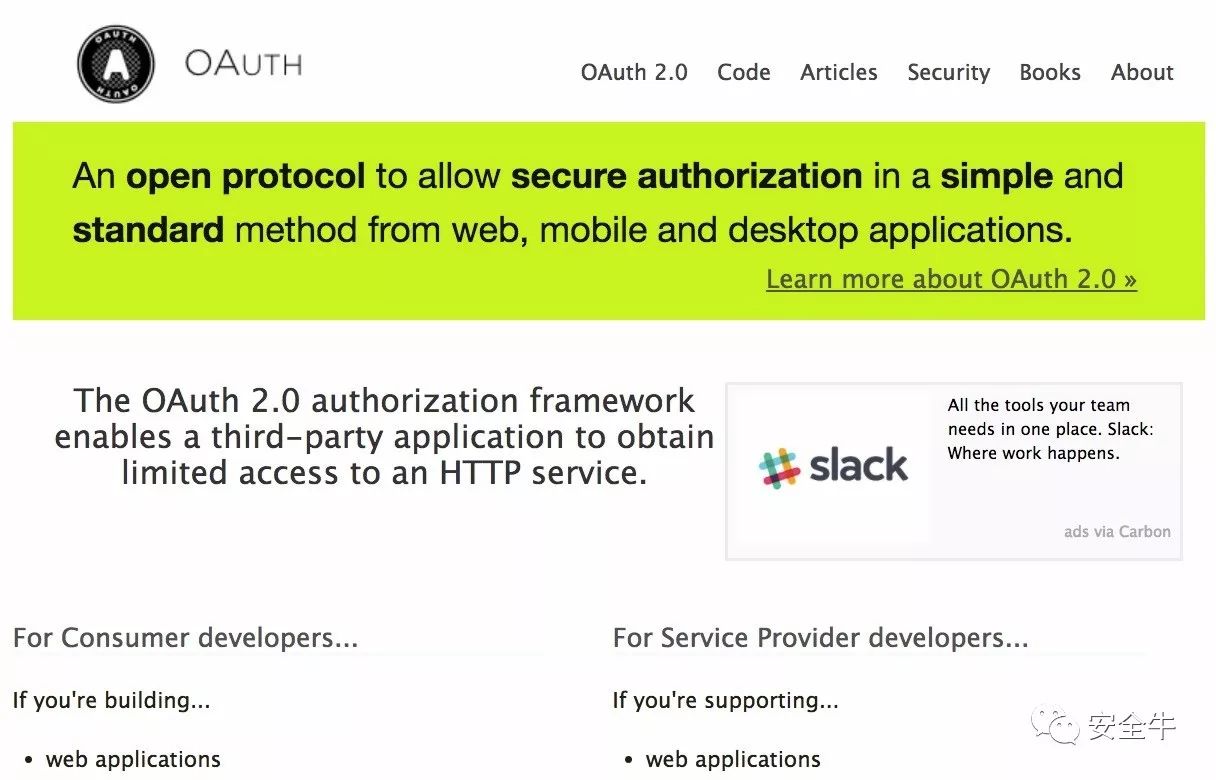 OAUTH
A
OAUTH
OAUTH
OAuth 2.0 Code Articles Security Books About
An open protocol to allow secure authorization in a simple and
standard method from web, mobile and desktop applications.
Learn more about OAuth 2.0 »
The OAuth 2.0 authorization framework
enables a third-party application to obtain
limited access to an HTTP service.
slack
All the tools your team
needs in one place. Slack:
Where work happens.
ads via Carbon
For Consumer developers...
If you're building...
• web applications
For Service Provider developers...
If you're supporting...
• web applications
安全牛